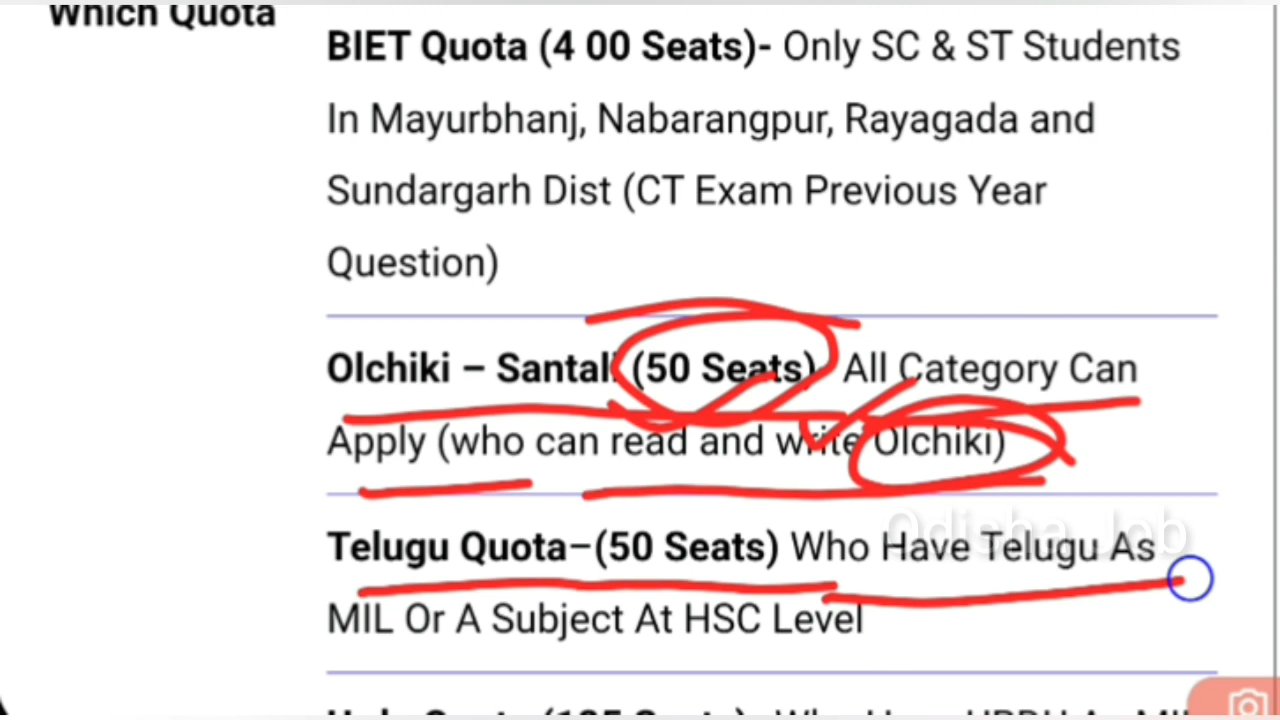 Which Quota
BIET Quota (4 00 Seats)- Only SC & ST Students
In Mayurbhanj, Nabarangpur, Rayagada and
Sundargarh Dist (CT Exam Previous Year
Question)
Olchiki – Santali (50 Seats)- All Category Can
Apply (who can read and write Olchiki)
Odisha Job
Telugu Quota–(50 Seats) Who Have Telugu As
MIL Or A Subject At HSC Level